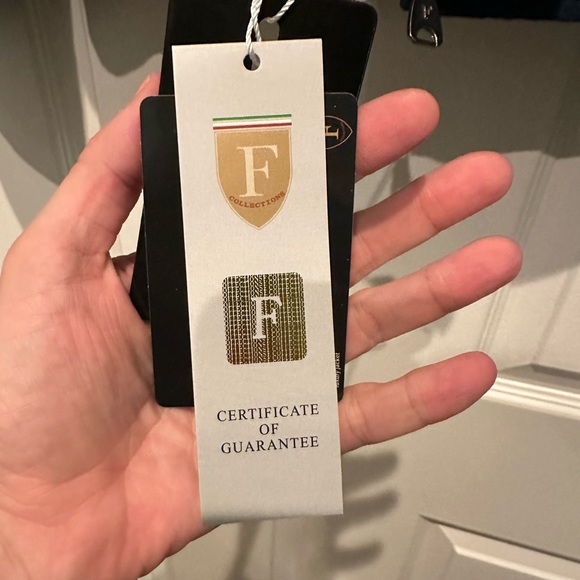 F
COLLECTIONS
F
F
CERTIFICATE
OF
GUARANTEE